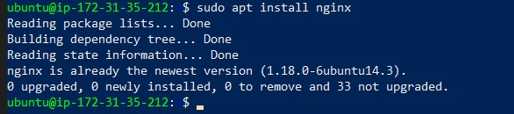 ubuntu@ip-172-31-35-212: $ sudo apt install nginx
Reading package lists... Done
Building dependency tree... Done
Reading state information... Done
nginx is already the newest version (1.18.0-6ubuntu14.3).
0 upgraded, 0 newly installed, 0 to remove and 33 not upgraded.
ubuntu@ip-172-31-35-212: $